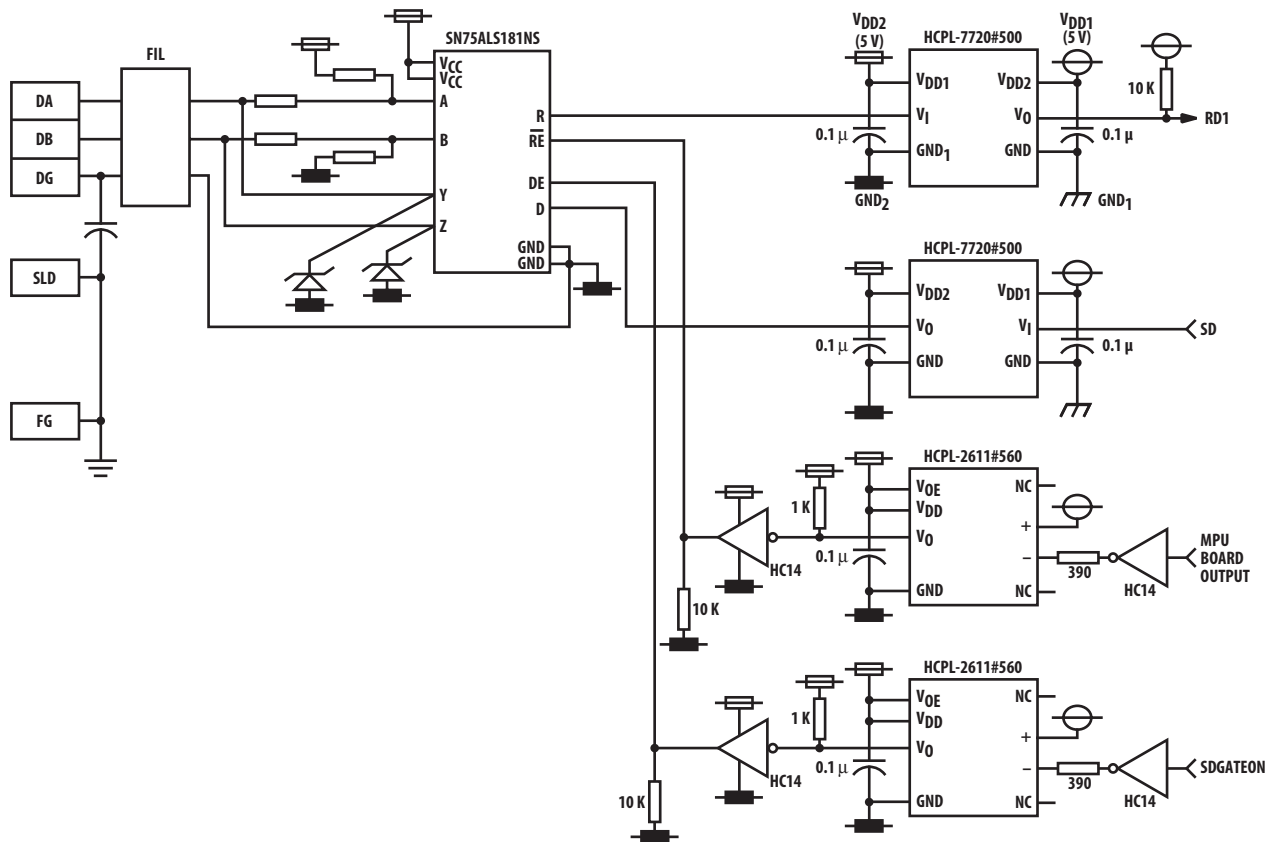 SN75ALS181NS
FIL
DA
DB
DG
SLD
FG
VCC
VCC
A
B
Y
Z
R
RE
DE
D
GND
GND
VDD2
(5 V)
HCPL-7720#500
VDD1
(5 V)
VDD1
VI
GND1
VDD2
VO
GND
0.1 μ
GND2
0.1 μ
GND1
10 K
RD1
HCPL-7720#500
VDD2
VO
GND
VDD1
VI
GND
0.1 μ
0.1 μ
SD
HCPL-2611#560
VOE
VDD
VO
GND
NC
+
–
NC
1 K
0.1 μ
HC14
10 K
390
HC14
MPU
BOARD
OUTPUT
HCPL-2611#560
VOE
VDD
VO
GND
NC
+
–
NC
1 K
0.1 μ
HC14
10 K
390
HC14
SDGATEON